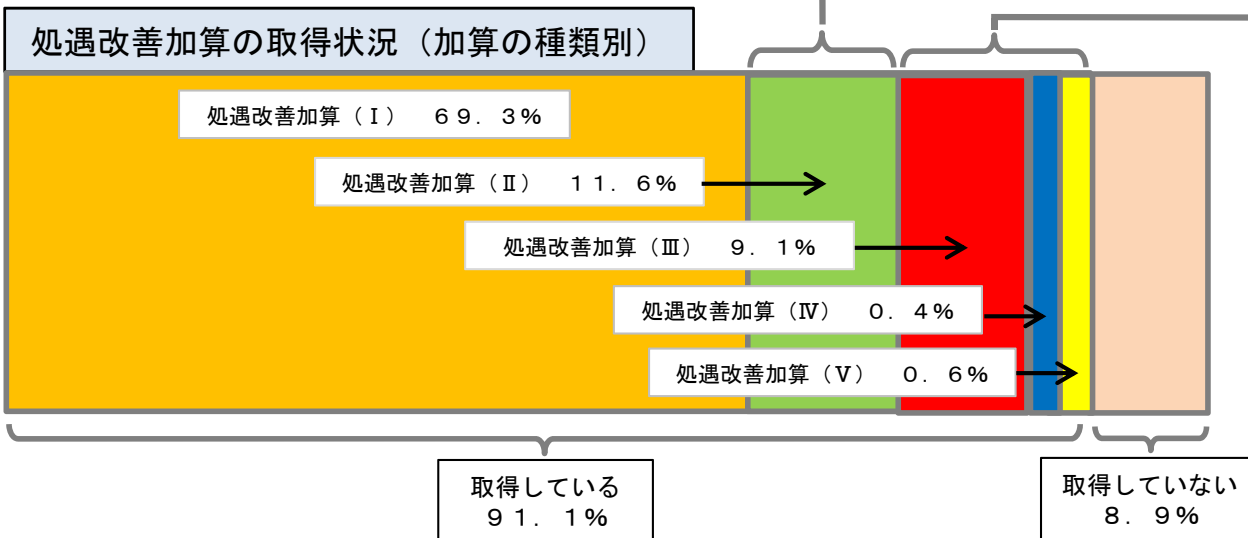 処遇改善加算の取得状況（加算の種類別）
処遇改善加算（Ⅰ）　６９．３％
処遇改善加算（Ⅱ）　１１．６％
処遇改善加算（Ⅲ）　９．１％
処遇改善加算（Ⅳ）　０．４％
処遇改善加算（Ⅴ）　０．６％
取得している
９１．１％
取得していない
８．９％